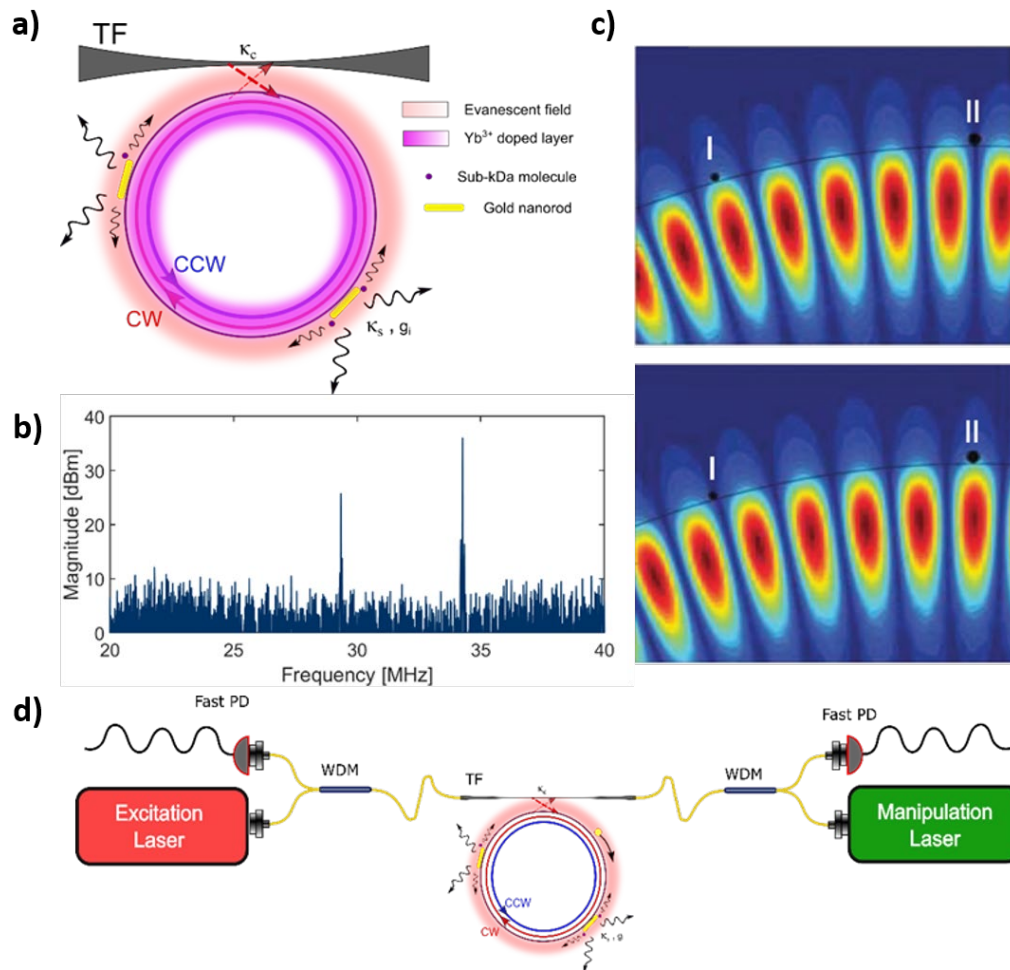 a)
TF
κc
Evanescent field
Yb3+ doped layer
Sub-kDa molecule
Gold nanorod
CCW
CW
κs , gi
b)
Magnitude [dBm]
40
30
20
10
0
20
25
30
35
40
Frequency [MHz]
c)
I
II
I
II
d)
Fast PD
WDM
TF
κc
WDM
Fast PD
Excitation
Laser
Manipulation
Laser
CCW
CW
κs , g